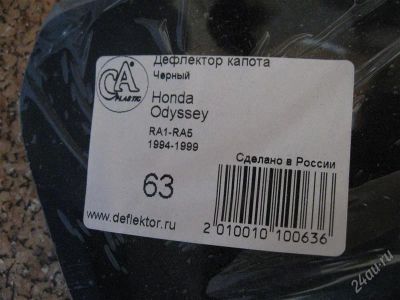 Дефлектор капота
Черный
CA
PLASTIC
Honda
Odyssey
RA1-RA5
1994-1999
Сделано в России
63
www.deflektor.ru
2 010010 100636
24au.ru